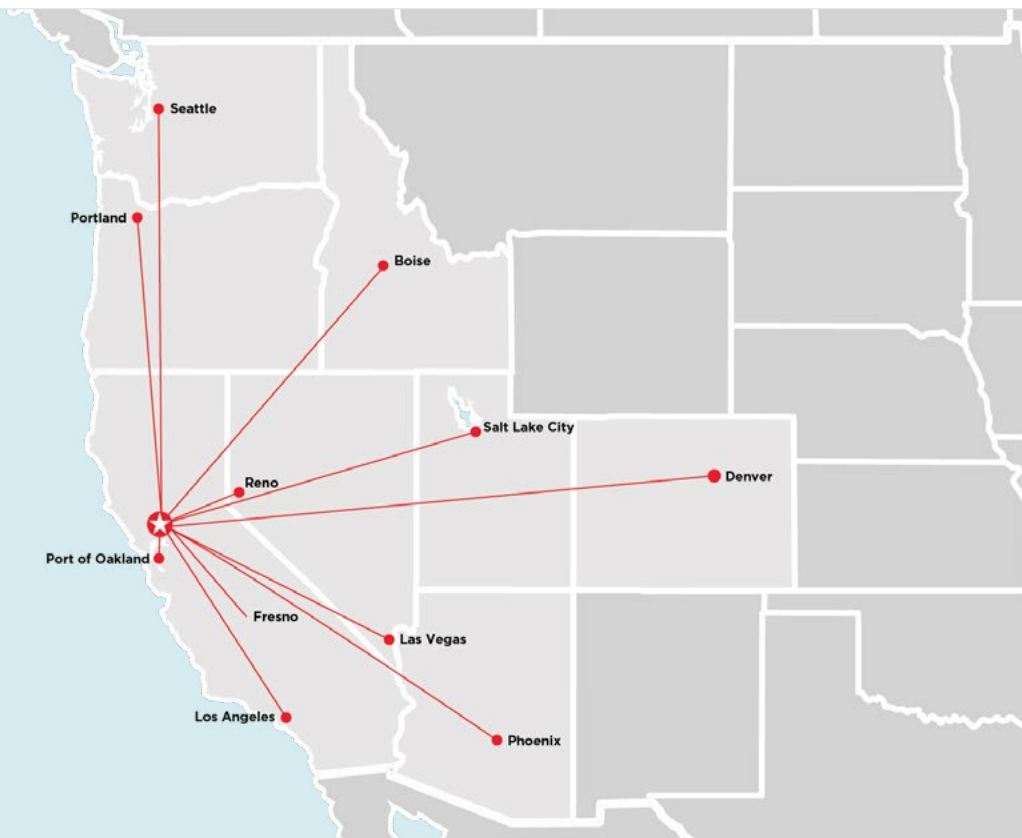 Seattle
Portland
Boise
Salt Lake City
Denver
Reno
Port of Oakland
Fresno
Las Vegas
Los Angeles
Phoenix